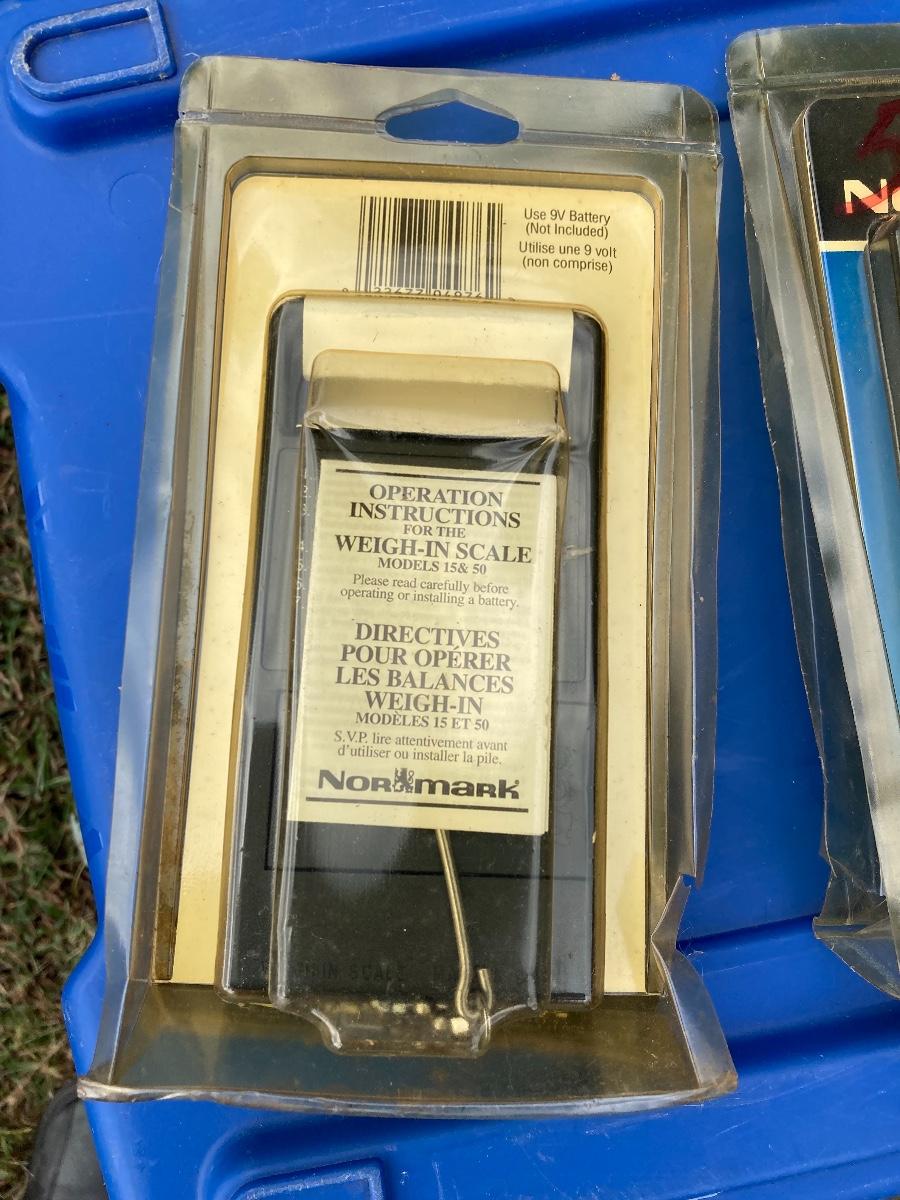 Use 9V Battery
(Not Included)
Utilise une 9 volt
(non comprise)
OPERATION
INSTRUCTIONS
FOR THE
WEIGH-IN SCALE
MODELS 15& 50
Please read carefully before
operating or installing a battery.
DIRECTIVES
POUR OPÉRER
LES BALANCES
WEIGH-IN
MODÈLES 15 ET 50
S.V.P. lire attentivement avant
d'utiliser ou installer la pile.
NORMARK
SCALE